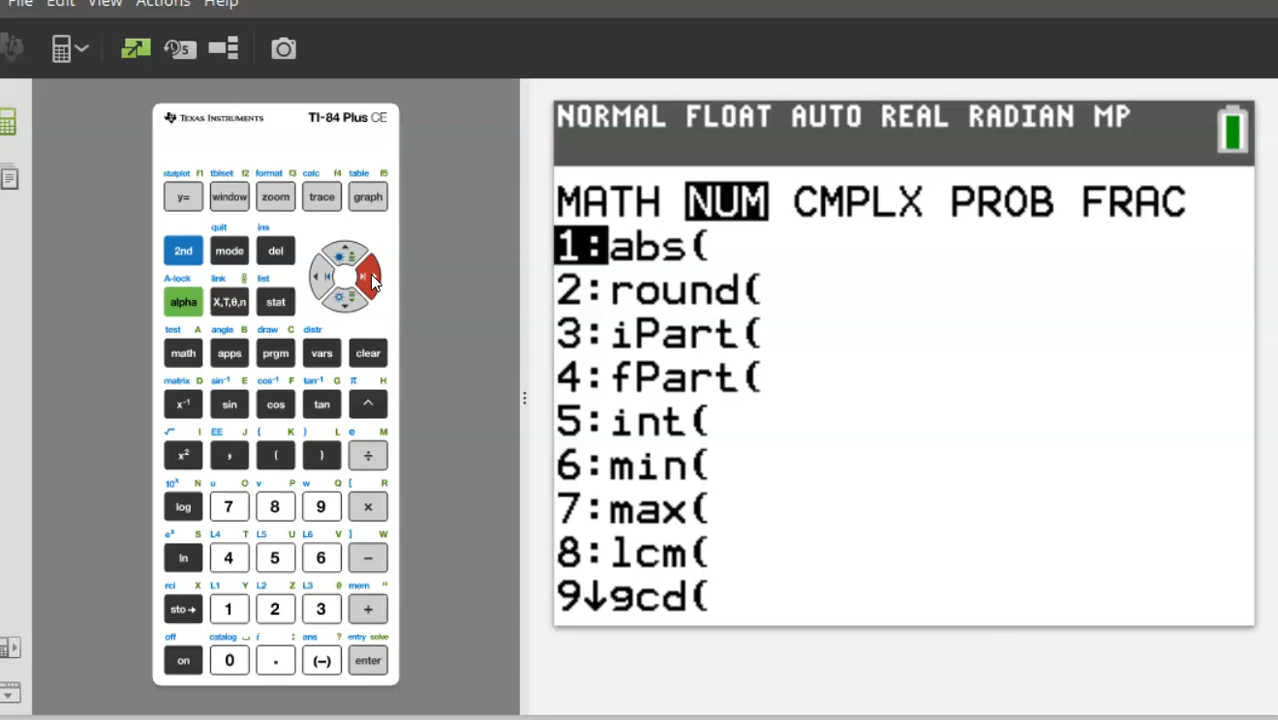 File Edit View Actions Help
TEXAS INSTRUMENTS TI-84 Plus CE
statplot f1 tblset f2 format f3 calc f4 table f5
y= window zoom trace graph
quit ins
2nd mode del
A-lock link θ list
alpha X,T,θ,n stat
test A angle B draw C distr
math apps prgm vars clear
matrix D sin⁻¹ E cos⁻¹ F tan⁻¹ G π H
x⁻¹ sin cos tan ^
√ I EE J { K } L e M
x² , ( ) ÷
10ˣ N u O v P w Q [ R
log 7 8 9 ×
eˣ S L4 T L5 U L6 V ] W
ln 4 5 6 −
rcl X L1 Y L2 Z L3 θ mem "
sto→ 1 2 3 +
off catalog i : ans ? entry solve
on 0 . (−) enter
NORMAL FLOAT AUTO REAL RADIAN MP
MATH NUM CMPLX PROB FRAC
1:abs(
2:round(
3:iPart(
4:fPart(
5:int(
6:min(
7:max(
8:lcm(
9↓gcd(